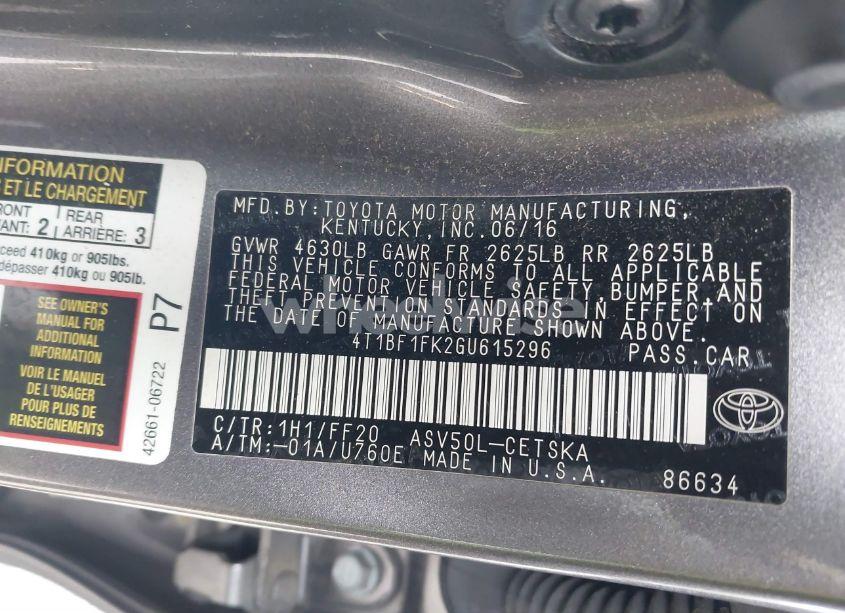 NFORMATION
ET LE CHARGEMENT
RONT
ANT: 2
REAR
ARRIÈRE: 3
ceed 410kg or 905lbs.
dépasser 410kg ou 905lb.
SEE OWNER'S
MANUAL FOR
ADDITIONAL
INFORMATION
VOIR LE MANUEL
DE L'USAGER
POUR PLUS DE
RENSEIGNEMENTS
P7
42661-06722
MFD.BY:TOYOTA MOTOR MANUFACTURING,
KENTUCKY,INC.06/16
GVWR 4630LB GAWR FR 2625LB RR 2625LB
THIS VEHICLE CONFORMS TO ALL APPLICABLE
FEDERAL MOTOR VEHICLE SAFETY,BUMPER,AND
THEFT PREVENTION STANDARDS IN EFFECT ON
THE DATE OF MANUFACTURE SHOWN ABOVE.
4T1BF1FK2GU615296 PASS.CAR
C/TR:1H1/FF20 ASV50L-CETSKA
A/TM:-01A/U760E MADE IN U.S.A. 86634